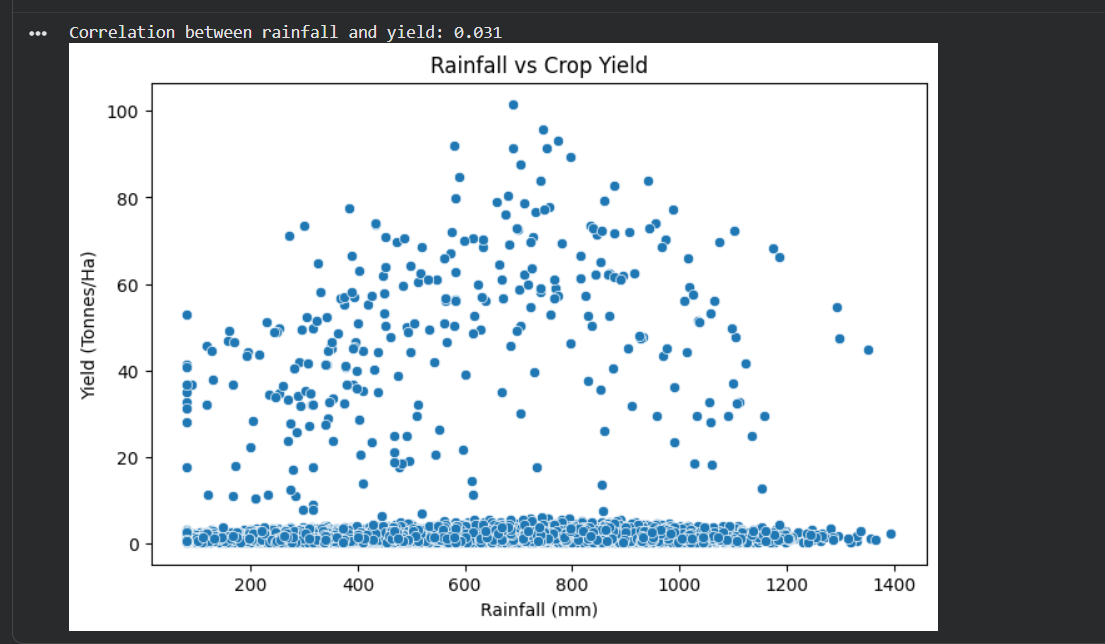 ••• Correlation between rainfall and yield: 0.031
Rainfall vs Crop Yield
100
80
60
40
20
0
Yield (Tonnes/Ha)
200 400 600 800 1000 1200 1400
Rainfall (mm)